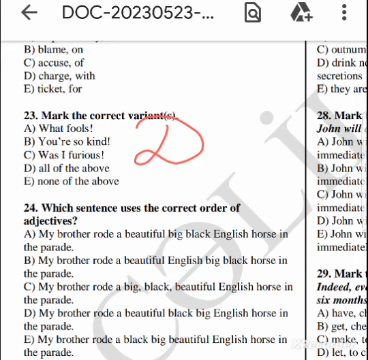 DOC-20230523-...
B) blame, on
C) accuse, of
D) charge, with
E) ticket, for
23. Mark the correct variant(s).
A) What fools!
B) You're so kind!
C) Was I furious!
D) all of the above
E) none of the above
D
24. Which sentence uses the correct order of
adjectives?
A) My brother rode a beautiful big black English horse in
the parade.
B) My brother rode a beautiful English big black horse in
the parade.
C) My brother rode a big, black, beautiful English horse in
the parade.
D) My brother rode a beautiful black big English horse in
the parade.
E) My brother rode a black big beautiful English horse in
the parade.
C) outnum
D) drink
secretions
E) they are
28. Mark
John will
A) John w
immediate
B) John w
immediate
C) John w
immediate
D) John w
E) John w
immediate
29. Mark
Indeed, ev
six months
A) have, cl
B) get, che
C) make, t
D) let, to c
CƏLİL